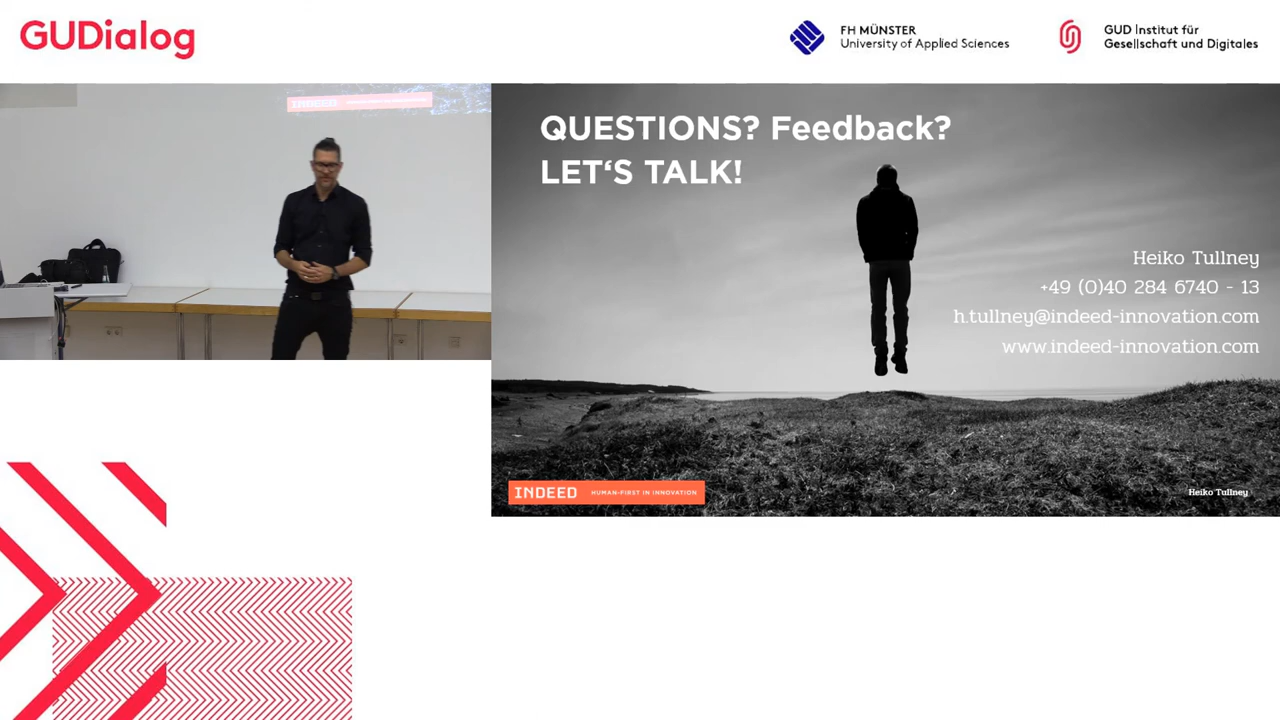 GUDialog
FH MÜNSTER
University of Applied Sciences
GUD Institut für
Gesellschaft und Digitales
INDEED
QUESTIONS? Feedback?
LET‘S TALK!
Heiko Tullney
+49 (0)40 284 6740 - 13
h.tullney@indeed-innovation.com
www.indeed-innovation.com
INDEED HUMAN-FIRST IN INNOVATION
Heiko Tullney